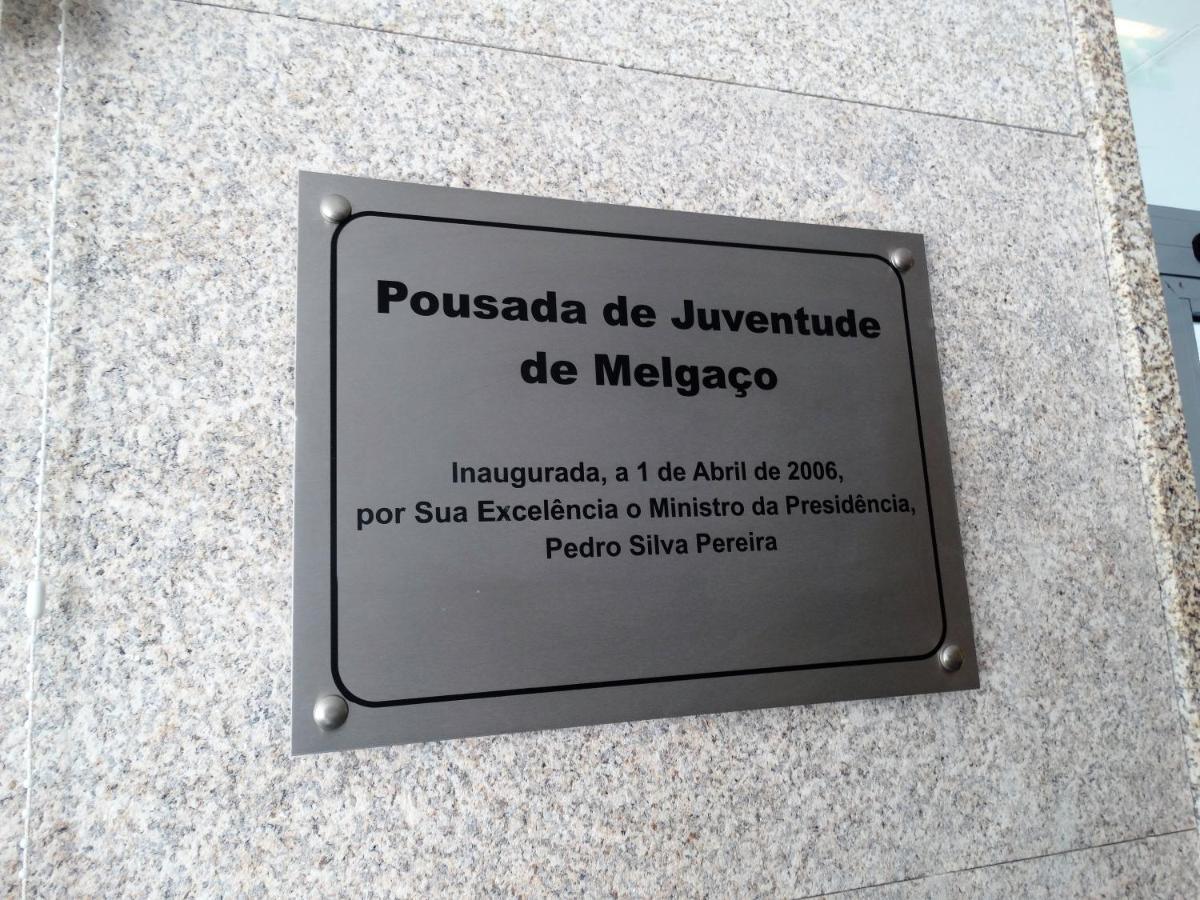 Pousada de Juventude
de Melgaço
Inaugurada, a 1 de Abril de 2006,
por Sua Excelência o Ministro da Presidência,
Pedro Silva Pereira